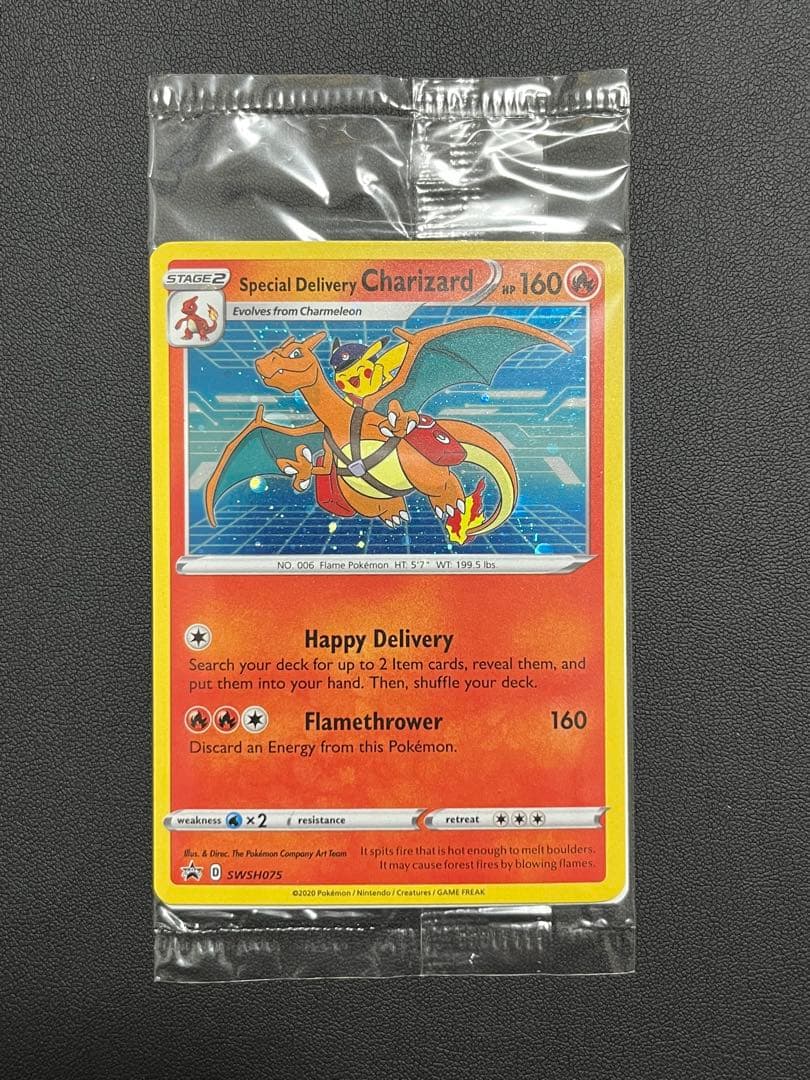 STAGE 2 Special Delivery Charizard HP 160
Evolves from Charmeleon
NO. 006 Flame Pokémon HT: 5'7" WT: 199.5 lbs.
Happy Delivery
Search your deck for up to 2 Item cards, reveal them, and
put them into your hand. Then, shuffle your deck.
Flamethrower 160
Discard an Energy from this Pokémon.
weakness ×2 resistance retreat
Illus. & Direc. The Pokémon Company Art Team
It spits fire that is hot enough to melt boulders.
It may cause forest fires by blowing flames.
D SWSH075
©2020 Pokémon / Nintendo / Creatures / GAME FREAK